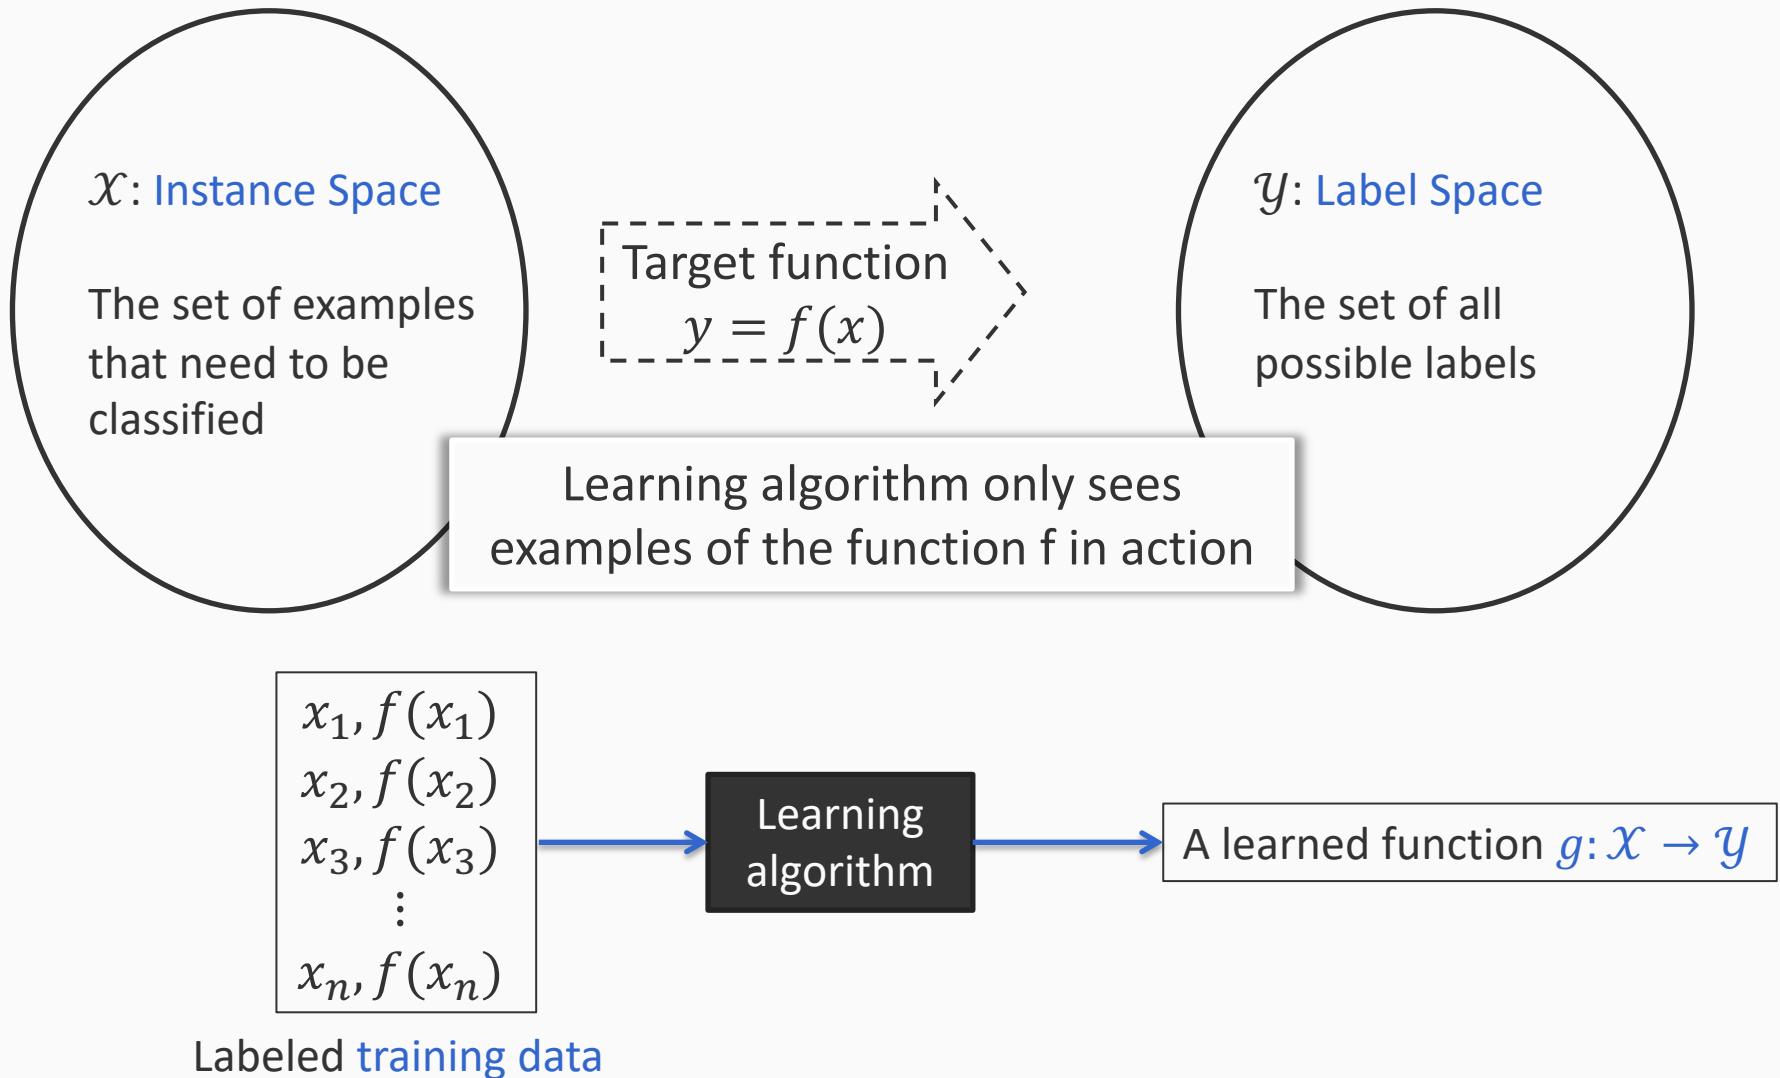 𝒳: Instance Space
The set of examples
that need to be
classified
Target function
y = f(x)
𝒴: Label Space
The set of all
possible labels
Learning algorithm only sees
examples of the function f in action
x₁, f(x₁)
x₂, f(x₂)
x₃, f(x₃)
⋮
xₙ, f(xₙ)
Labeled training data
Learning
algorithm
A learned function g: 𝒳 → 𝒴